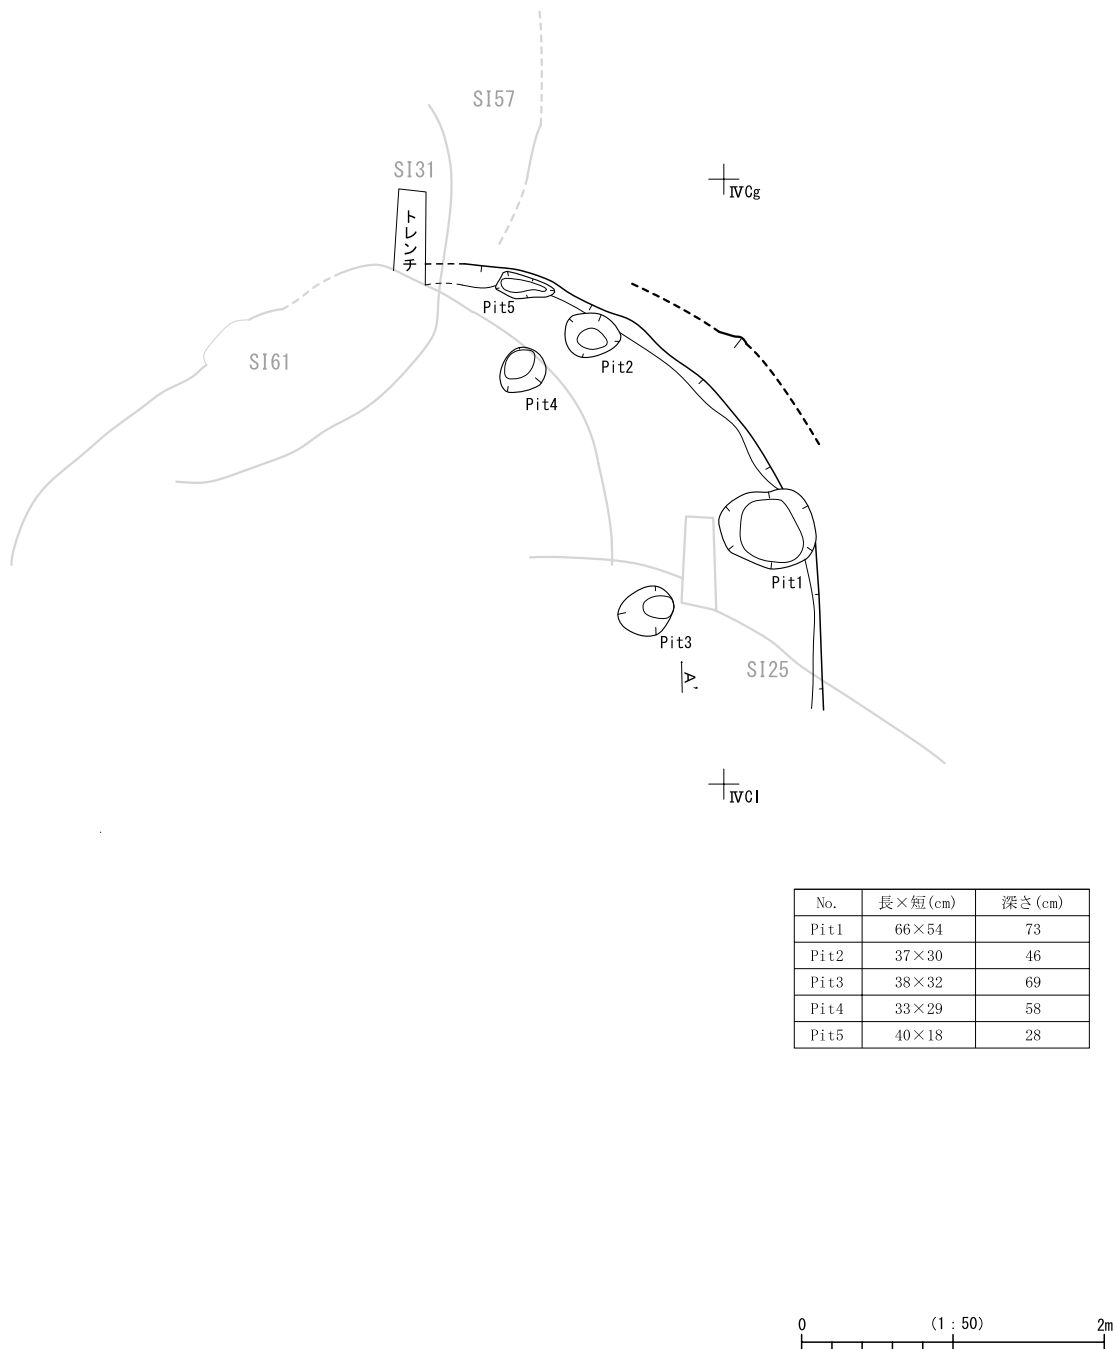 SI57
SI31
トレンチ
ⅣCg
Pit5
SI61
Pit2
Pit4
Pit1
Pit3
SI25
A'
ⅣCl
No. 長×短(cm) 深さ(cm)
Pit1 66×54 73
Pit2 37×30 46
Pit3 38×32 69
Pit4 33×29 58
Pit5 40×18 28
0 (1：50) 2m